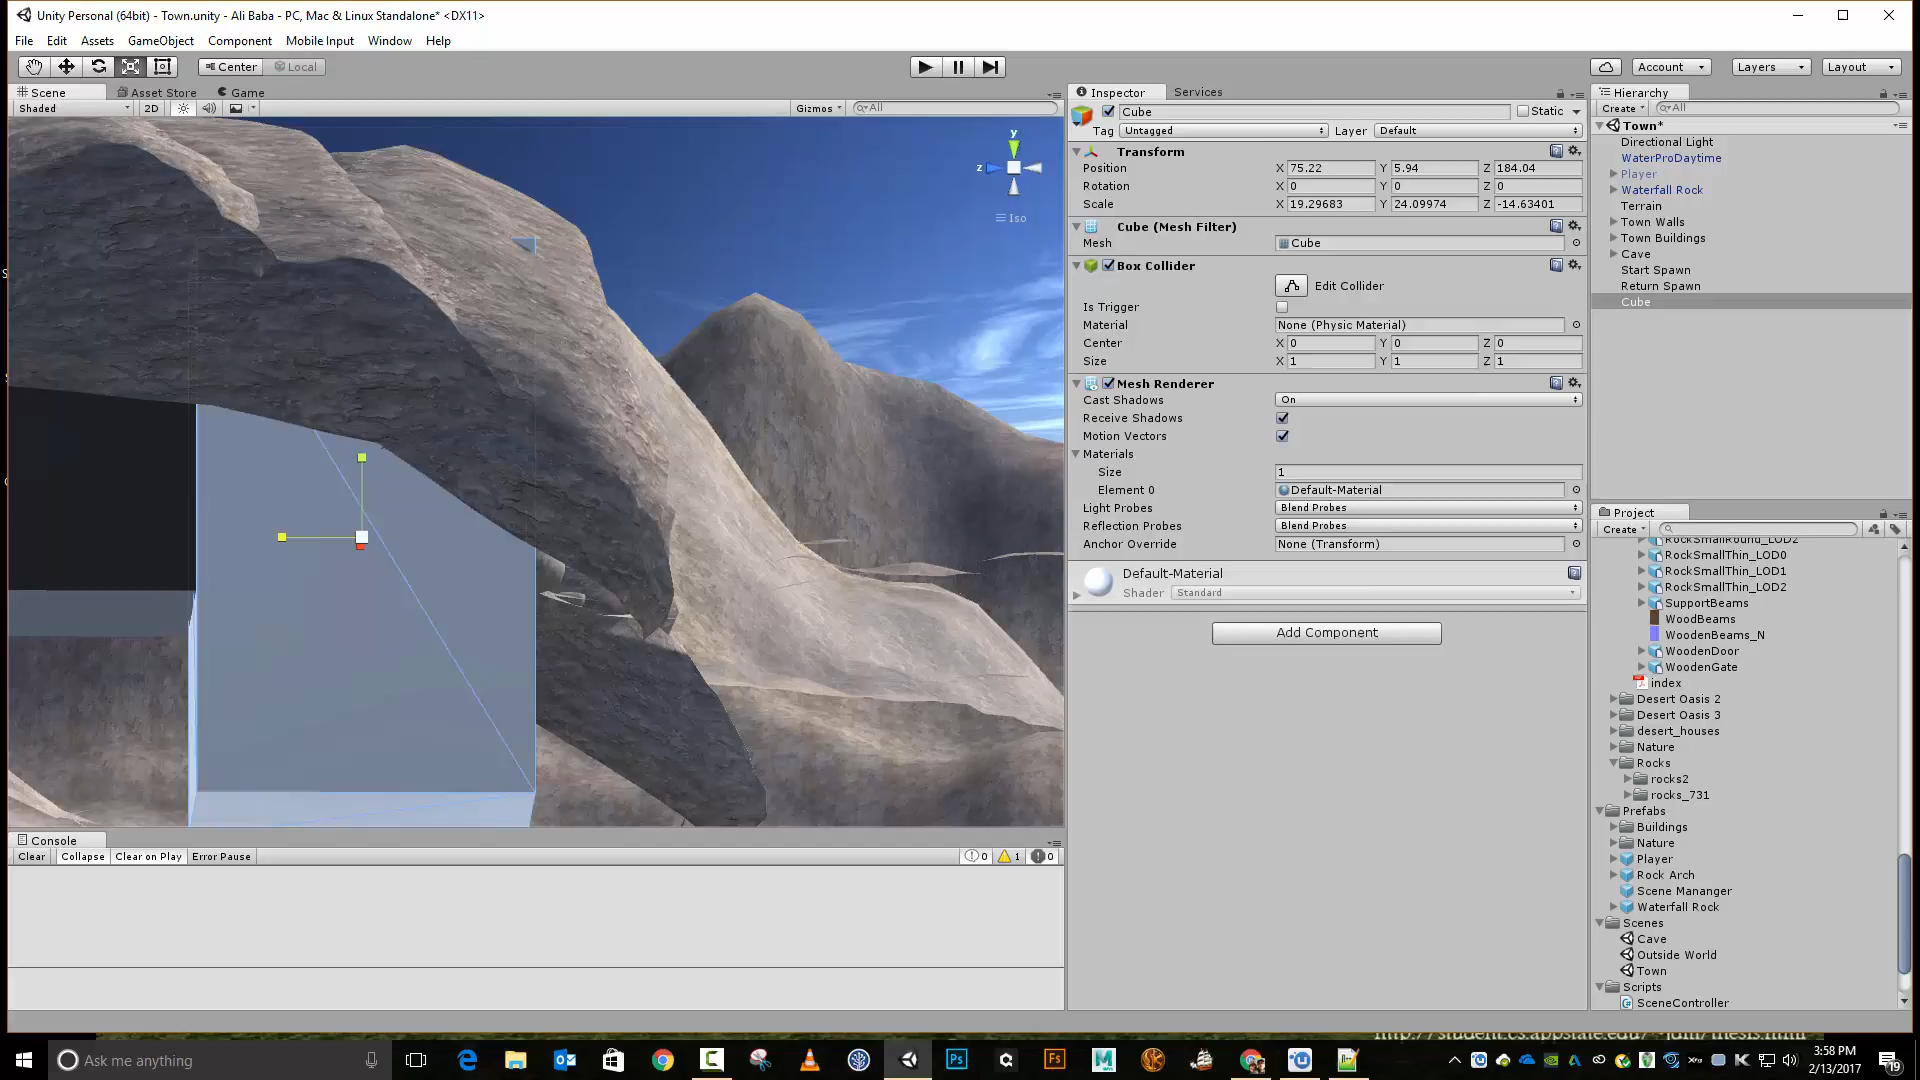 Unity Personal (64bit) - Town.unity - Ali Baba - PC, Mac & Linux Standalone* <DX11>
File Edit Assets GameObject Component Mobile Input Window Help
Center Local Account Layers Layout
Scene Asset Store Game
Shaded 2D Gizmos All
y
z
Iso
Console
Clear Collapse Clear on Play Error Pause 0 1 0
Inspector Services
Cube Static
Tag Untagged Layer Default
Transform
Position X 75.22 Y 5.94 Z 184.04
Rotation X 0 Y 0 Z 0
Scale X 19.29683 Y 24.09974 Z -14.63401
Cube (Mesh Filter)
Mesh Cube
Box Collider
Edit Collider
Is Trigger
Material None (Physic Material)
Center X 0 Y 0 Z 0
Size X 1 Y 1 Z 1
Mesh Renderer
Cast Shadows On
Receive Shadows
Motion Vectors
Materials
Size 1
Element 0 Default-Material
Light Probes Blend Probes
Reflection Probes Blend Probes
Anchor Override None (Transform)
Default-Material
Shader Standard
Add Component
Hierarchy
Create All
Town*
Directional Light
WaterProDaytime
Player
Waterfall Rock
Terrain
Town Walls
Town Buildings
Cave
Start Spawn
Return Spawn
Cube
Project
Create
RockSmallRound_LOD2
RockSmallThin_LOD0
RockSmallThin_LOD1
RockSmallThin_LOD2
SupportBeams
WoodBeams
WoodenBeams_N
WoodenDoor
WoodenGate
index
Desert Oasis 2
Desert Oasis 3
desert_houses
Nature
Rocks
rocks2
rocks_731
Prefabs
Buildings
Nature
Player
Rock Arch
Scene Mananger
Waterfall Rock
Scenes
Cave
Outside World
Town
Scripts
SceneController
Ask me anything
3:58 PM
2/13/2017
19